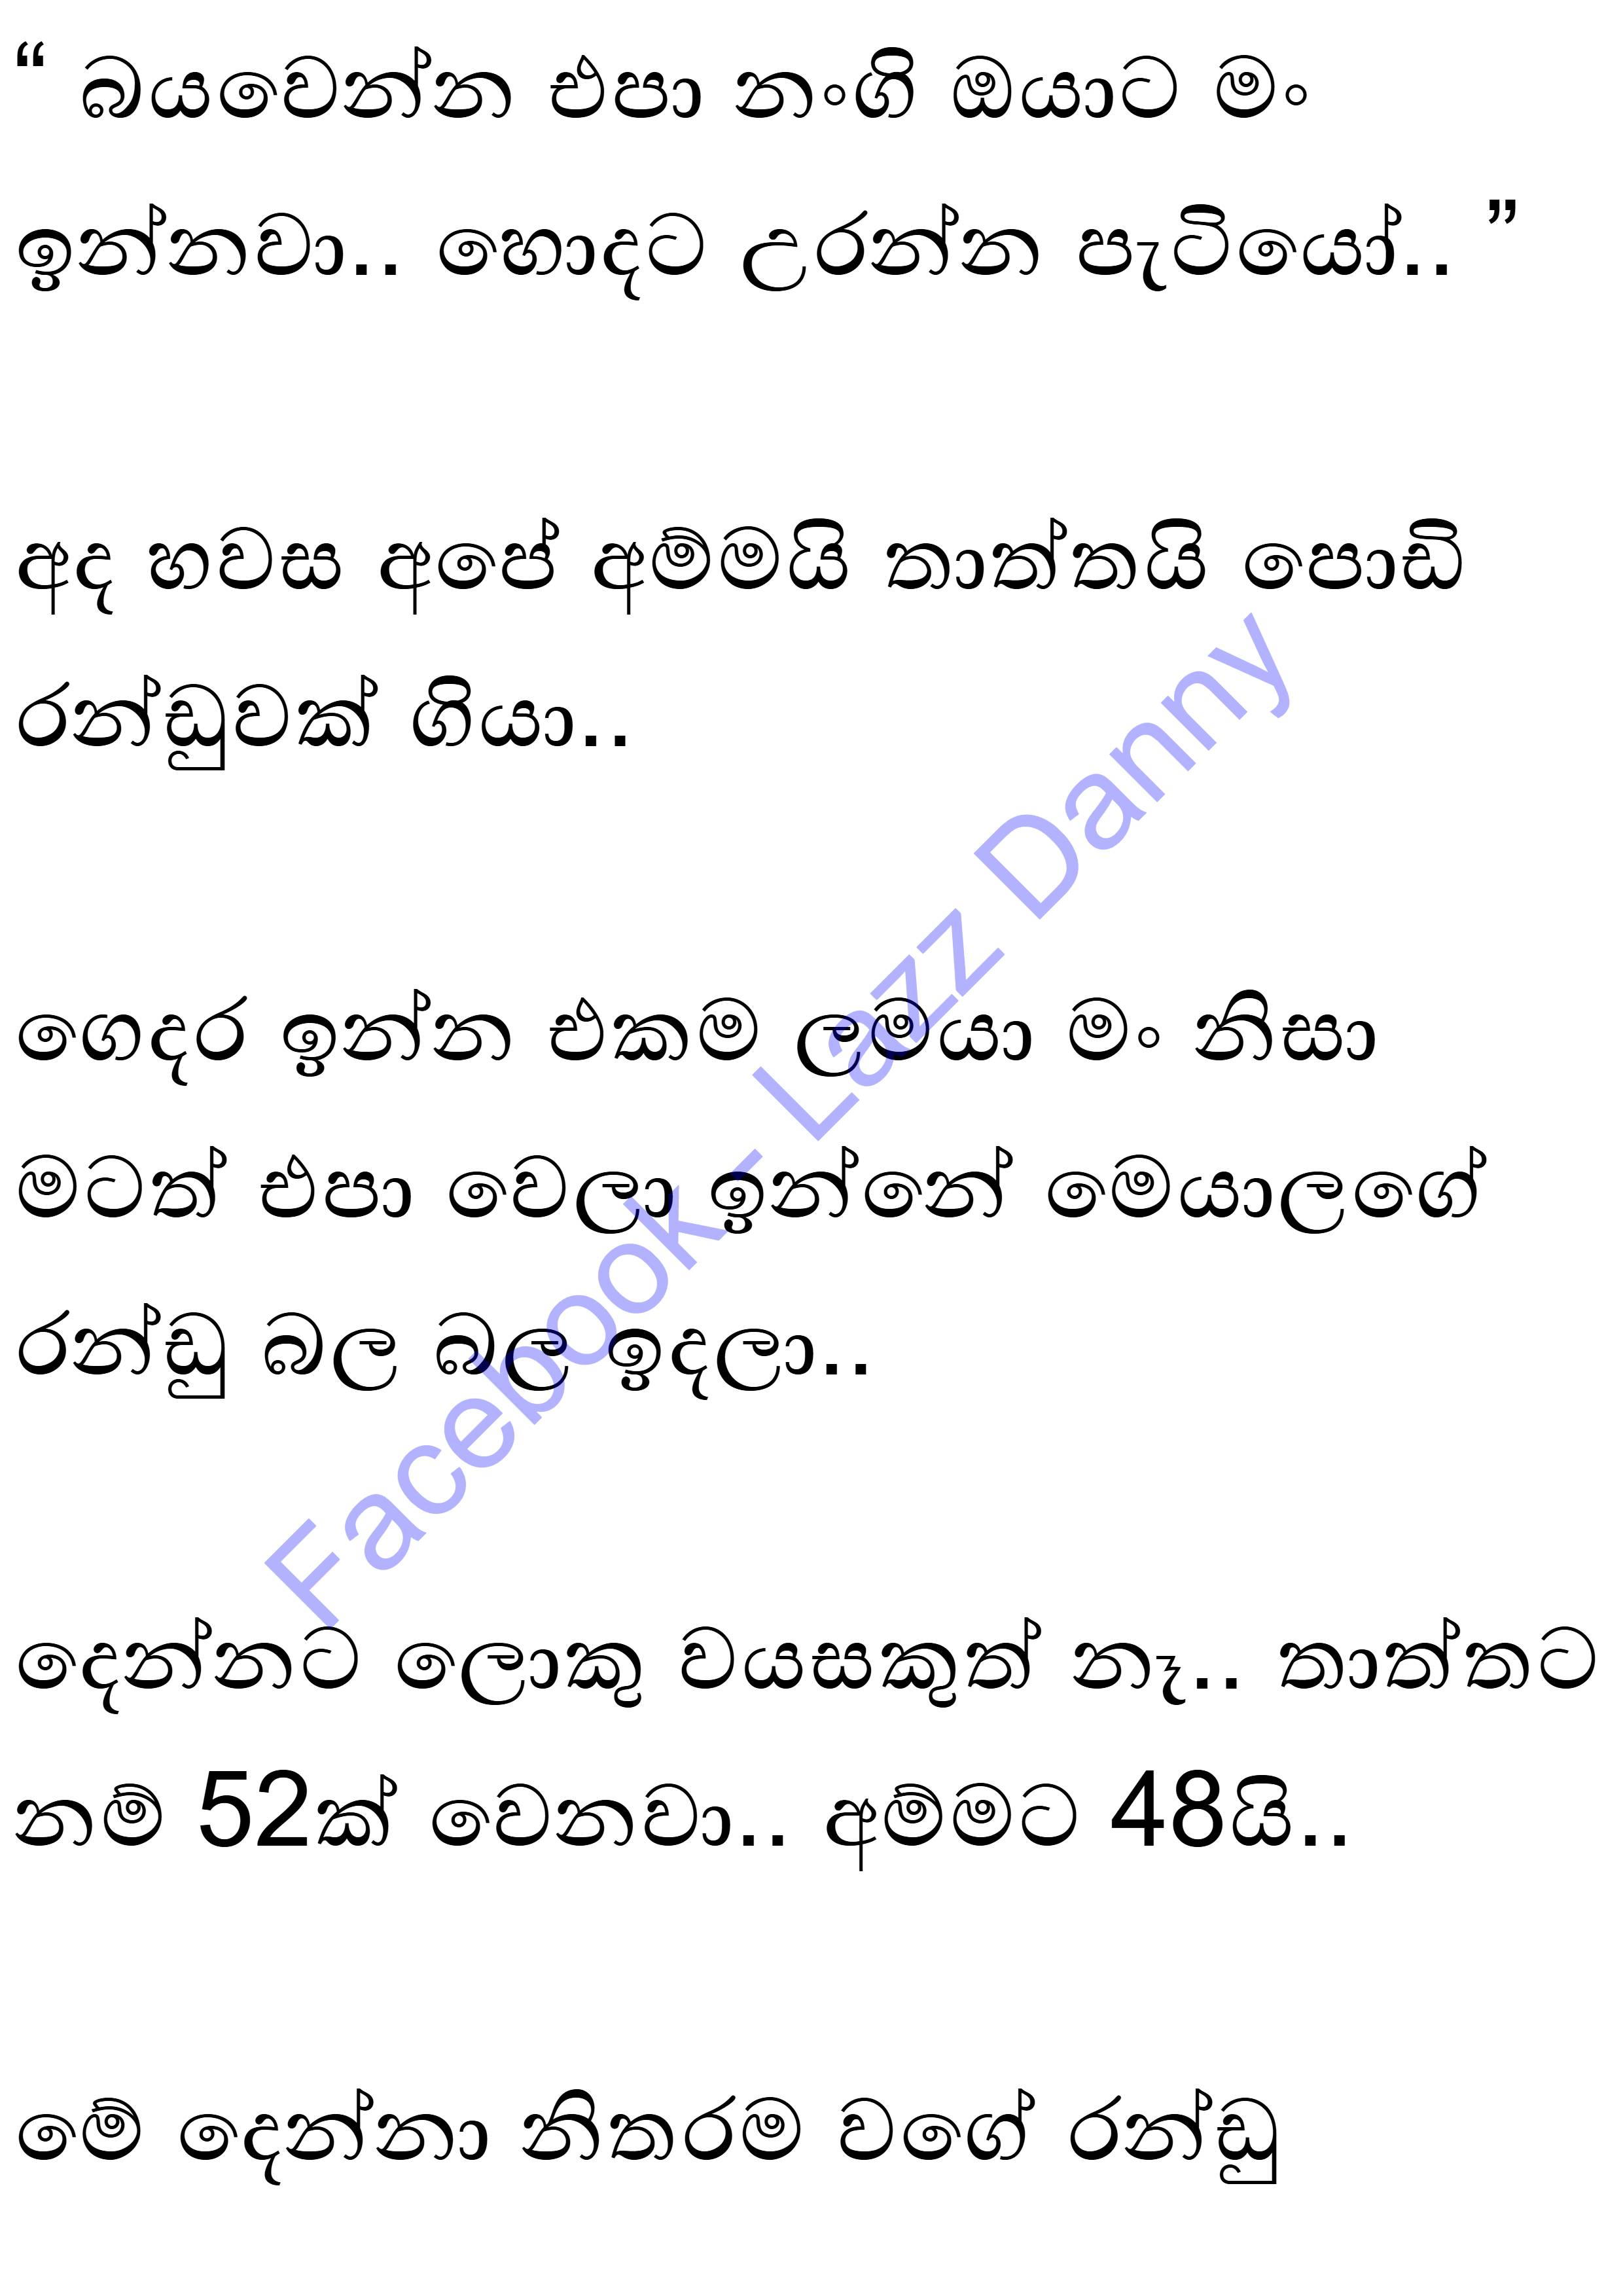 “ බයවෙන්න එපා නංගි ඔයාට මං
ඉන්නවා.. හොදට උරන්න පැටියෝ.. ”
අද හවස අපේ අම්මයි තාත්තයි පොඩි
රන්ඩුවක් ගියා..
ගෙදර ඉන්න එකම ලමයා මං නිසා
මටත් එපා වෙලා ඉන්නේ මෙයාලගේ
රන්ඩු බල බල ඉදලා..
දෙන්නට ලොකු වයසකුත් නෑ.. තාත්තට
නම් 52ක් වෙනවා.. අම්මට 48යි..
මේ දෙන්නා නිතරම වගේ රන්ඩු
Facebook - Lazz Danny